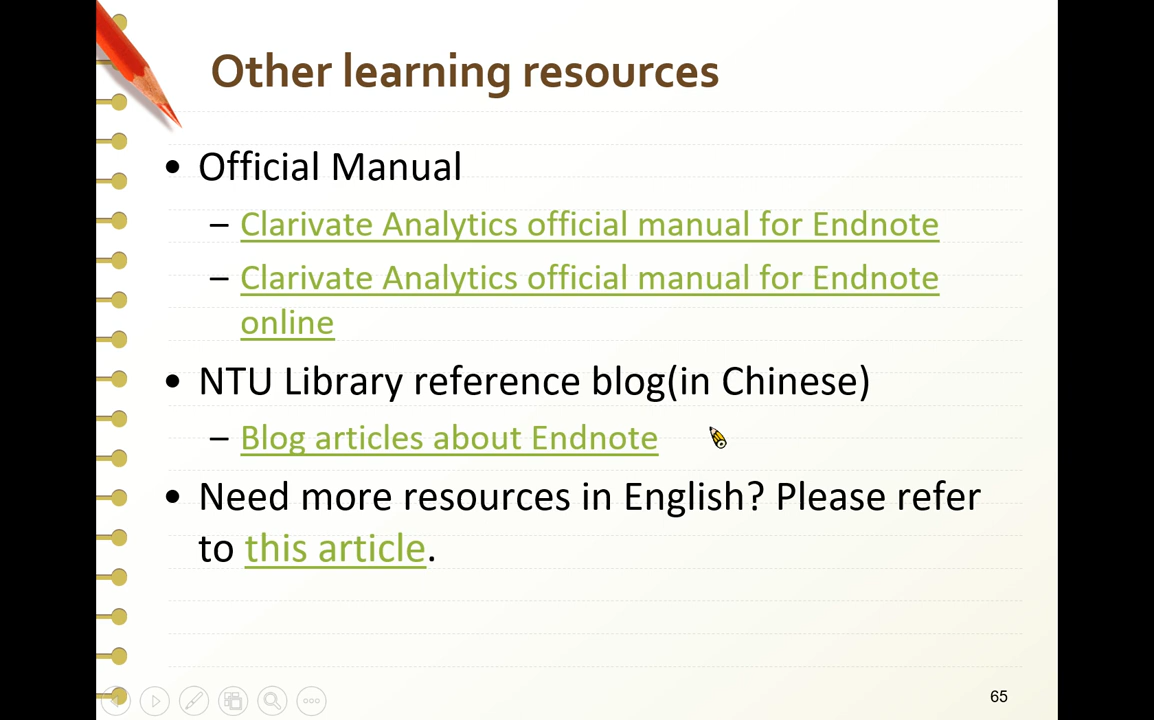 Other learning resources
• Official Manual
– Clarivate Analytics official manual for Endnote
– Clarivate Analytics official manual for Endnote
online
• NTU Library reference blog(in Chinese)
– Blog articles about Endnote
• Need more resources in English? Please refer
to this article.
65